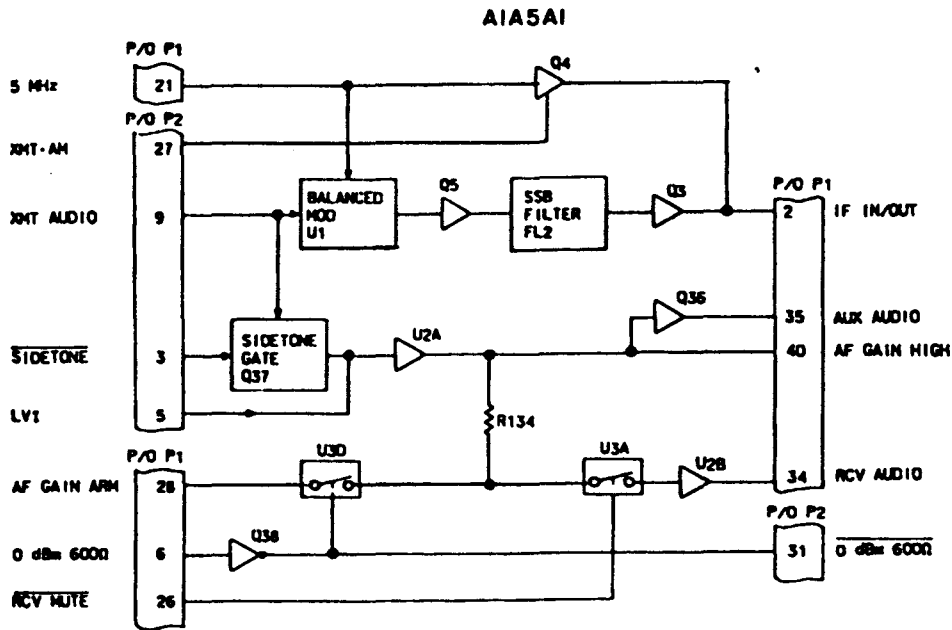 A1A5A1
P/O P1
5 MHz
21
Q4
P/O P2
XMT-AM
27
XMT AUDIO
9
BALANCED
MOD
U1
Q5
SSB
FILTER
FL2
Q3
P/O P1
2
IF IN/OUT
Q36
35
AUX AUDIO
SIDETONE
3
SIDETONE
GATE
Q37
U2A
40
AF GAIN HIGH
LVI
5
R134
P/O P1
AF GAIN ARM
28
U3D
U3A
U2B
34
RCV AUDIO
P/O P2
0 dBm 600Ω
6
Q38
31
0 dBm 600Ω
RCV MUTE
26